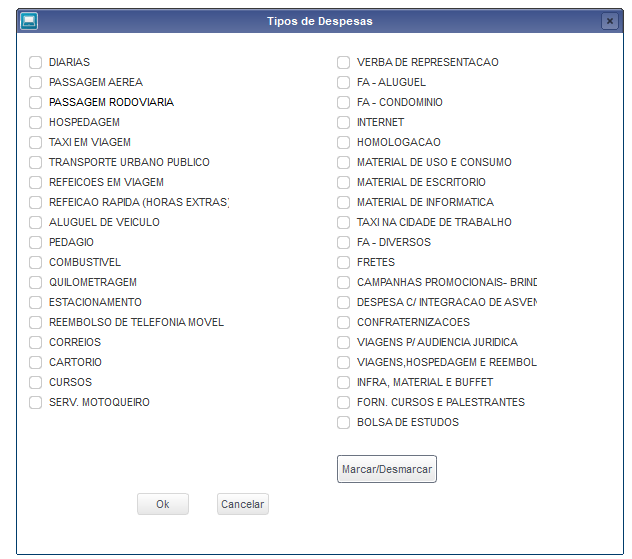 Tipos de Despesas
DIARIAS
PASSAGEM AEREA
PASSAGEM RODOVIARIA
HOSPEDAGEM
TAXI EM VIAGEM
TRANSPORTE URBANO PUBLICO
REFEICOES EM VIAGEM
REFEICAO RAPIDA (HORAS EXTRAS)
ALUGUEL DE VEICULO
PEDAGIO
COMBUSTIVEL
QUILOMETRAGEM
ESTACIONAMENTO
REEMBOLSO DE TELEFONIA MOVEL
CORREIOS
CARTORIO
CURSOS
SERV. MOTOQUEIRO
VERBA DE REPRESENTACAO
FA - ALUGUEL
FA - CONDOMINIO
INTERNET
HOMOLOGACAO
MATERIAL DE USO E CONSUMO
MATERIAL DE ESCRITORIO
MATERIAL DE INFORMATICA
TAXI NA CIDADE DE TRABALHO
FA - DIVERSOS
FRETES
CAMPANHAS PROMOCIONAIS- BRIND
DESPESA C/ INTEGRACAO DE ASVEN
CONFRATERNIZACOES
VIAGENS P/ AUDIENCIA JURIDICA
VIAGENS,HOSPEDAGEM E REEMBOL
INFRA, MATERIAL E BUFFET
FORN. CURSOS E PALESTRANTES
BOLSA DE ESTUDOS
Marcar/Desmarcar
Ok
Cancelar